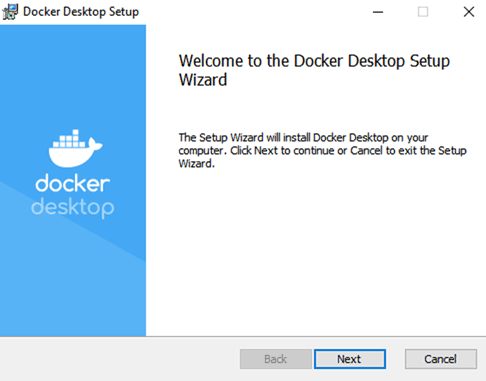 Docker Desktop Setup
Welcome to the Docker Desktop Setup
Wizard
The Setup Wizard will install Docker Desktop on your
computer. Click Next to continue or Cancel to exit the Setup
Wizard.
docker
desktop
Back
Next
Cancel